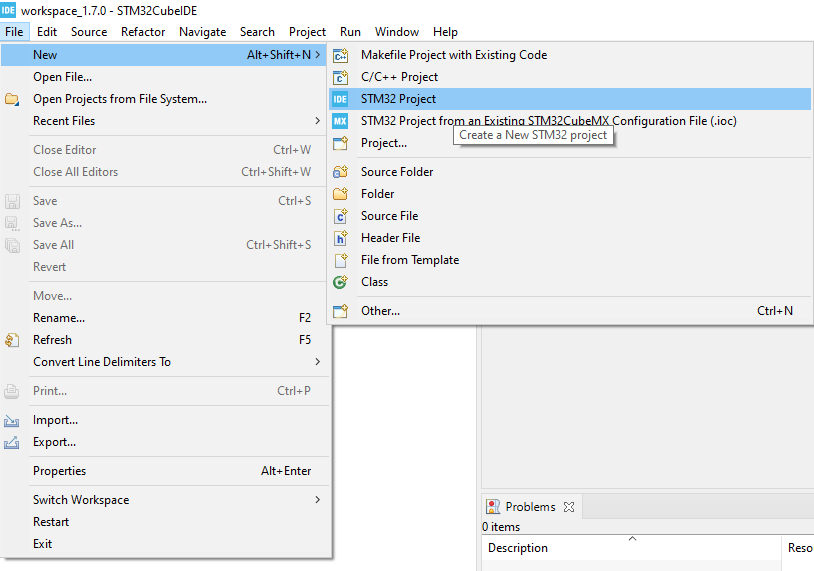 IDE workspace_1.7.0 - STM32CubeIDE
File Edit Source Refactor Navigate Search Project Run Window Help
New Alt+Shift+N >
Open File...
Open Projects from File System...
Recent Files >
Close Editor Ctrl+W
Close All Editors Ctrl+Shift+W
Save Ctrl+S
Save As...
Save All Ctrl+Shift+S
Revert
Move...
Rename... F2
Refresh F5
Convert Line Delimiters To >
Print... Ctrl+P
Import...
Export...
Properties Alt+Enter
Switch Workspace >
Restart
Exit
Makefile Project with Existing Code
C/C++ Project
IDE STM32 Project
MX STM32 Project from an Existing STM32CubeMX Configuration File (.ioc)
Create a New STM32 project
Project...
Source Folder
Folder
Source File
Header File
File from Template
Class
Other... Ctrl+N
Problems
0 items
Description Reso